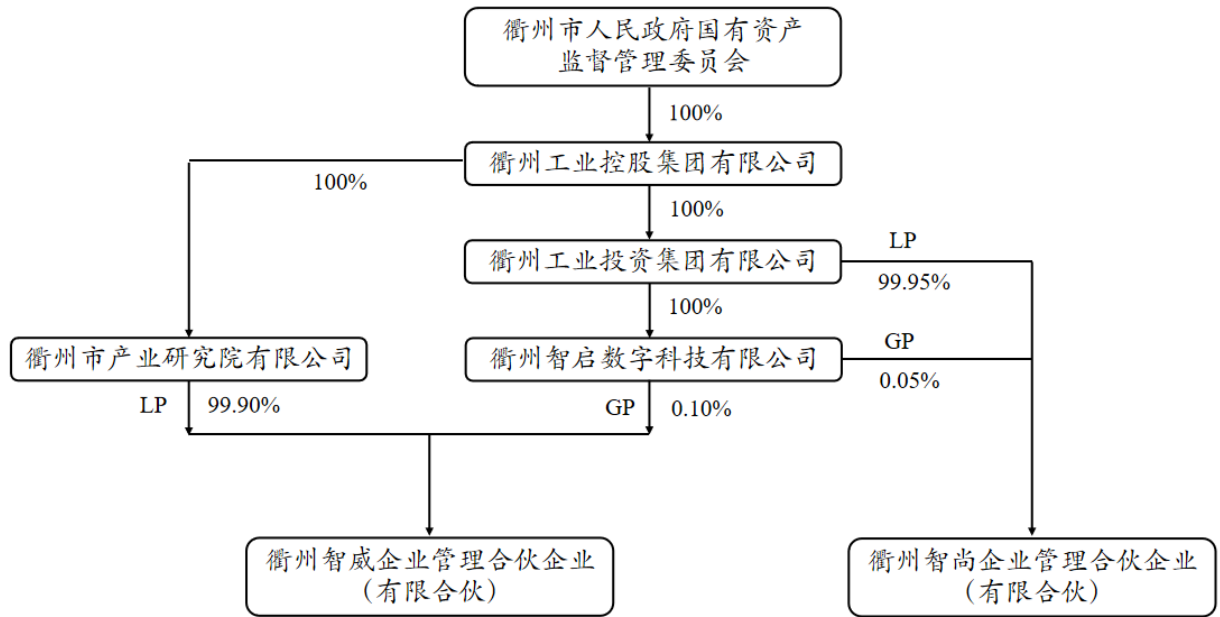 衢州市人民政府国有资产
监督管理委员会
100%
衢州工业控股集团有限公司
100%
100%
衢州工业投资集团有限公司
LP
99.95%
100%
衢州市产业研究院有限公司
衢州智启数字科技有限公司
GP
0.05%
LP
99.90%
GP
0.10%
衢州智威企业管理合伙企业
（有限合伙）
衢州智尚企业管理合伙企业
（有限合伙）